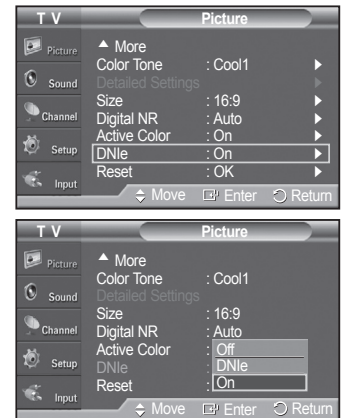 T V
Picture
Picture
Sound
Channel
Setup
Input
More
Color Tone : Cool1
Detailed Settings
Size : 16:9
Digital NR : Auto
Active Color : On
DNIe : On
Reset : OK
Move Enter Return
T V
Picture
Picture
Sound
Channel
Setup
Input
More
Color Tone : Cool1
Detailed Settings
Size : 16:9
Digital NR : Auto
Active Color : Off
DNIe : DNIe
Reset : On
Move Enter Return